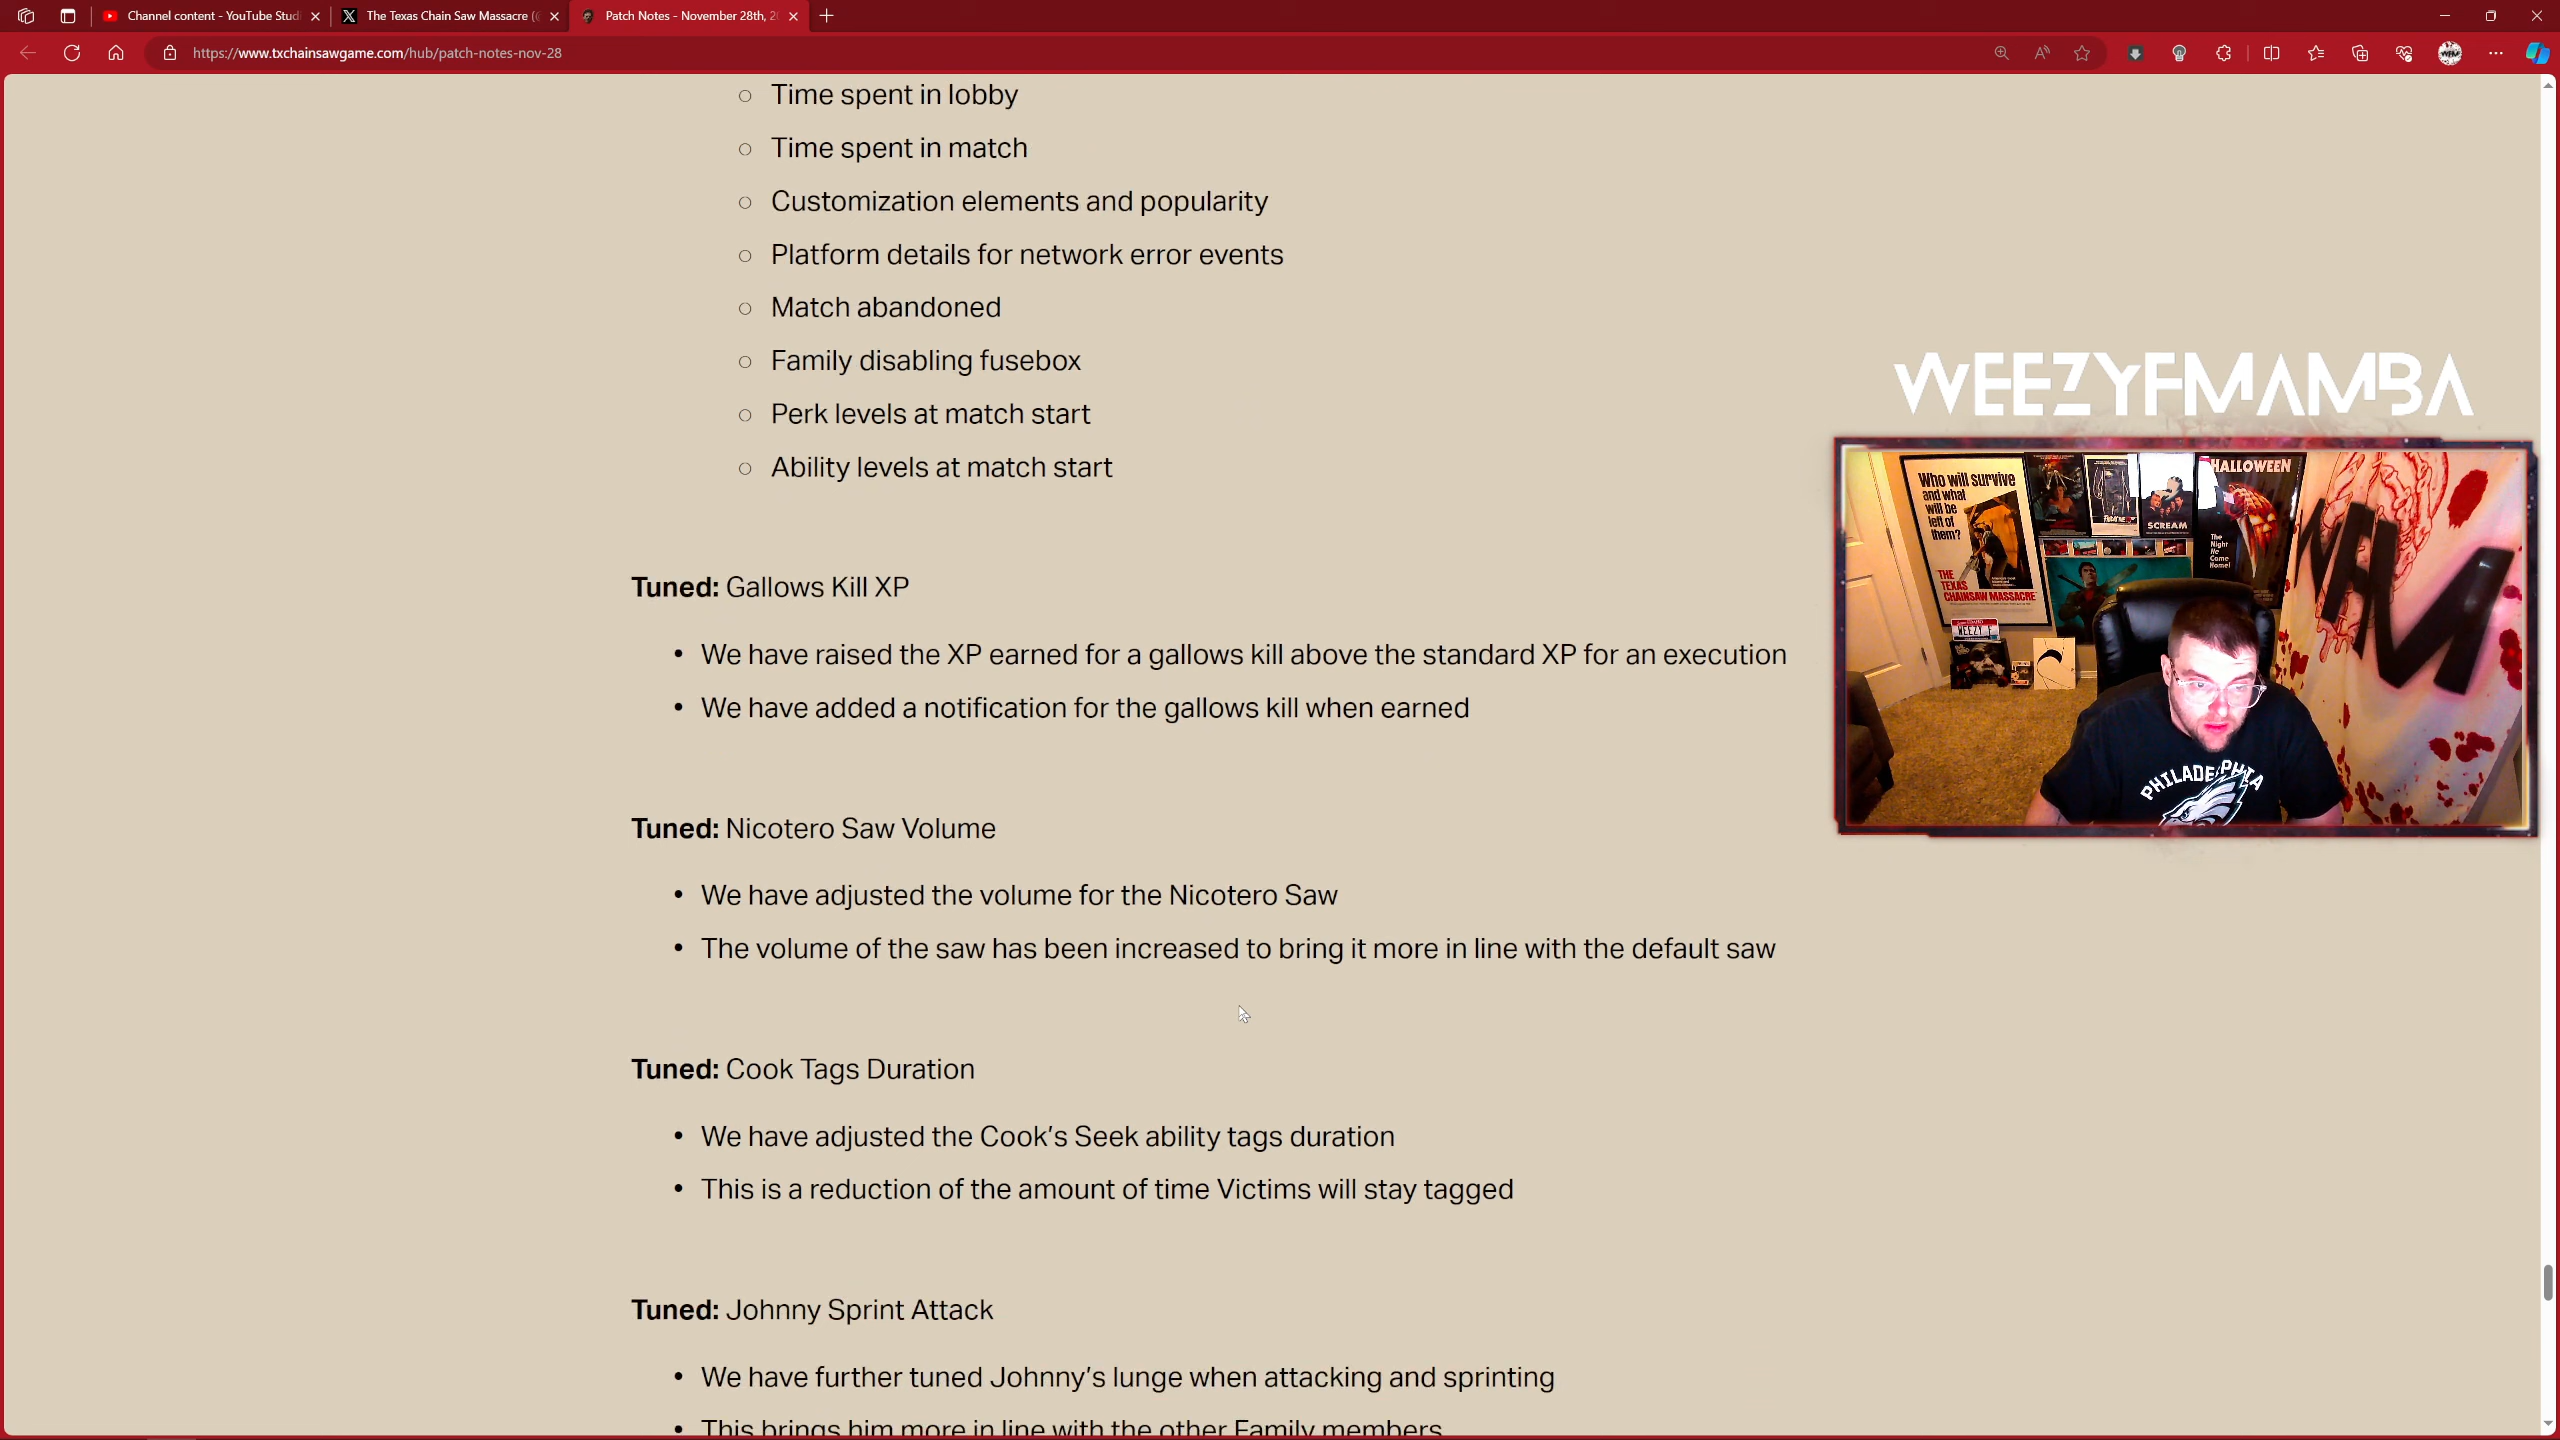 Channel content - YouTube Studi
The Texas Chain Saw Massacre (@
Patch Notes - November 28th, 20
https://www.txchainsawgame.com/hub/patch-notes-nov-28
Time spent in lobby
Time spent in match
Customization elements and popularity
Platform details for network error events
Match abandoned
Family disabling fusebox
Perk levels at match start
Ability levels at match start
Tuned: Gallows Kill XP
• We have raised the XP earned for a gallows kill above the standard XP for an execution
• We have added a notification for the gallows kill when earned
Tuned: Nicotero Saw Volume
• We have adjusted the volume for the Nicotero Saw
• The volume of the saw has been increased to bring it more in line with the default saw
Tuned: Cook Tags Duration
• We have adjusted the Cook's Seek ability tags duration
• This is a reduction of the amount of time Victims will stay tagged
Tuned: Johnny Sprint Attack
• We have further tuned Johnny's lunge when attacking and sprinting
• This brings him more in line with the other Family members
WEEZYFMAMBA
Who will survive
and what
will be
left of
them?
THE
TEXAS
CHAINSAW MASSACRE
SCREAM
HALLOWEEN
The
Night
He
Came
Home!
WEEZY F
PHILADELPHIA